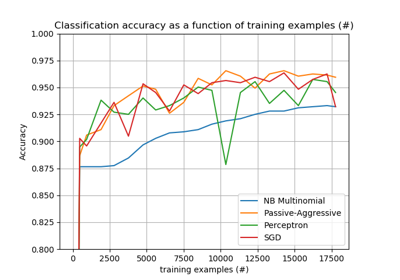 Classification accuracy as a function of training examples (#)
1.000
0.975
0.950
0.925
0.900
0.875
0.850
0.825
0.800
Accuracy
NB Multinomial
Passive-Aggressive
Perceptron
SGD
0 2500 5000 7500 10000 12500 15000 17500
training examples (#)